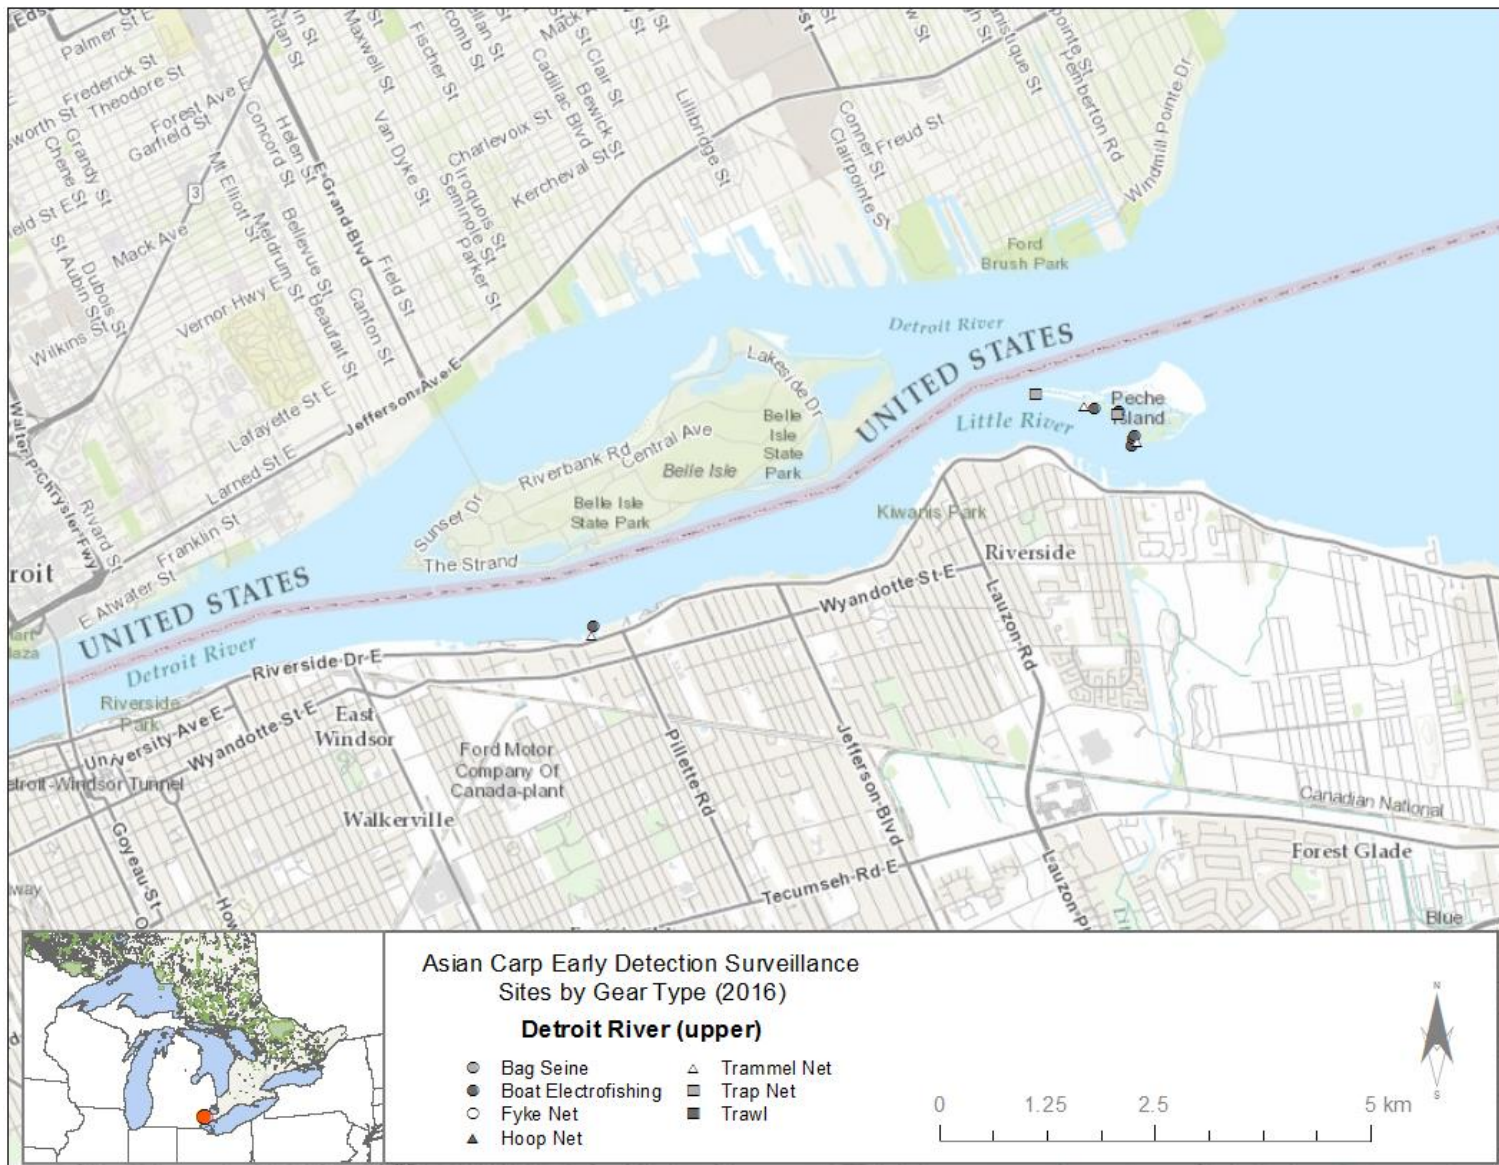 Palmer St E
Frederick St
Theodore St
Forest Ave E
Garfield St
Grandy St
Chene St
Mack Ave
St Aubin St
Dubois St
Wilkins St
Vernor Hwy E
Concord St
Helen St
E Grand Blvd
Mt Elliott St
Meldrum St
Bellevue St
Beaufait St
Canton St
Field St
3
Maxwell St
Fischer St
Van Dyke St
Iroquois St
Seminole St
Parker St
Charlevoix St
Kercheval St
Cadillac Blvd
St Clair St
Bewick St
Lillibridge St
Conner St
Clairpointe St
Freud St
Pemberton Rd
Windmill Pointe Dr
Ford
Brush Park
Detroit River
UNITED STATES
Lakeside Dr
Belle
Isle
State
Park
Little River
Peche
Island
Riverbank Rd
Central Ave
Belle Isle
Belle Isle
State Park
Sunset Dr
The Strand
Lafayette St E
Larned St E
Jefferson Ave E
Franklin St
E Atwater St
Rivard St
Walter P Chrysler Fwy
roit
UNITED STATES
Detroit River
Kiwanis Park
Riverside
Wyandotte St E
Lauzon Rd
Riverside Dr E
Riverside
Park
University Ave E
Wyandotte St E
East
Windsor
Ford Motor
Company Of
Canada-plant
Pillette Rd
Jefferson Blvd
etroit-Windsor Tunnel
Walkerville
Goyeau St
Canadian National
Forest Glade
Tecumseh Rd E
Blue
way
Asian Carp Early Detection Surveillance
Sites by Gear Type (2016)
Detroit River (upper)
Bag Seine
Boat Electrofishing
Fyke Net
Hoop Net
Trammel Net
Trap Net
Trawl
0 1.25 2.5 5 km
N
S